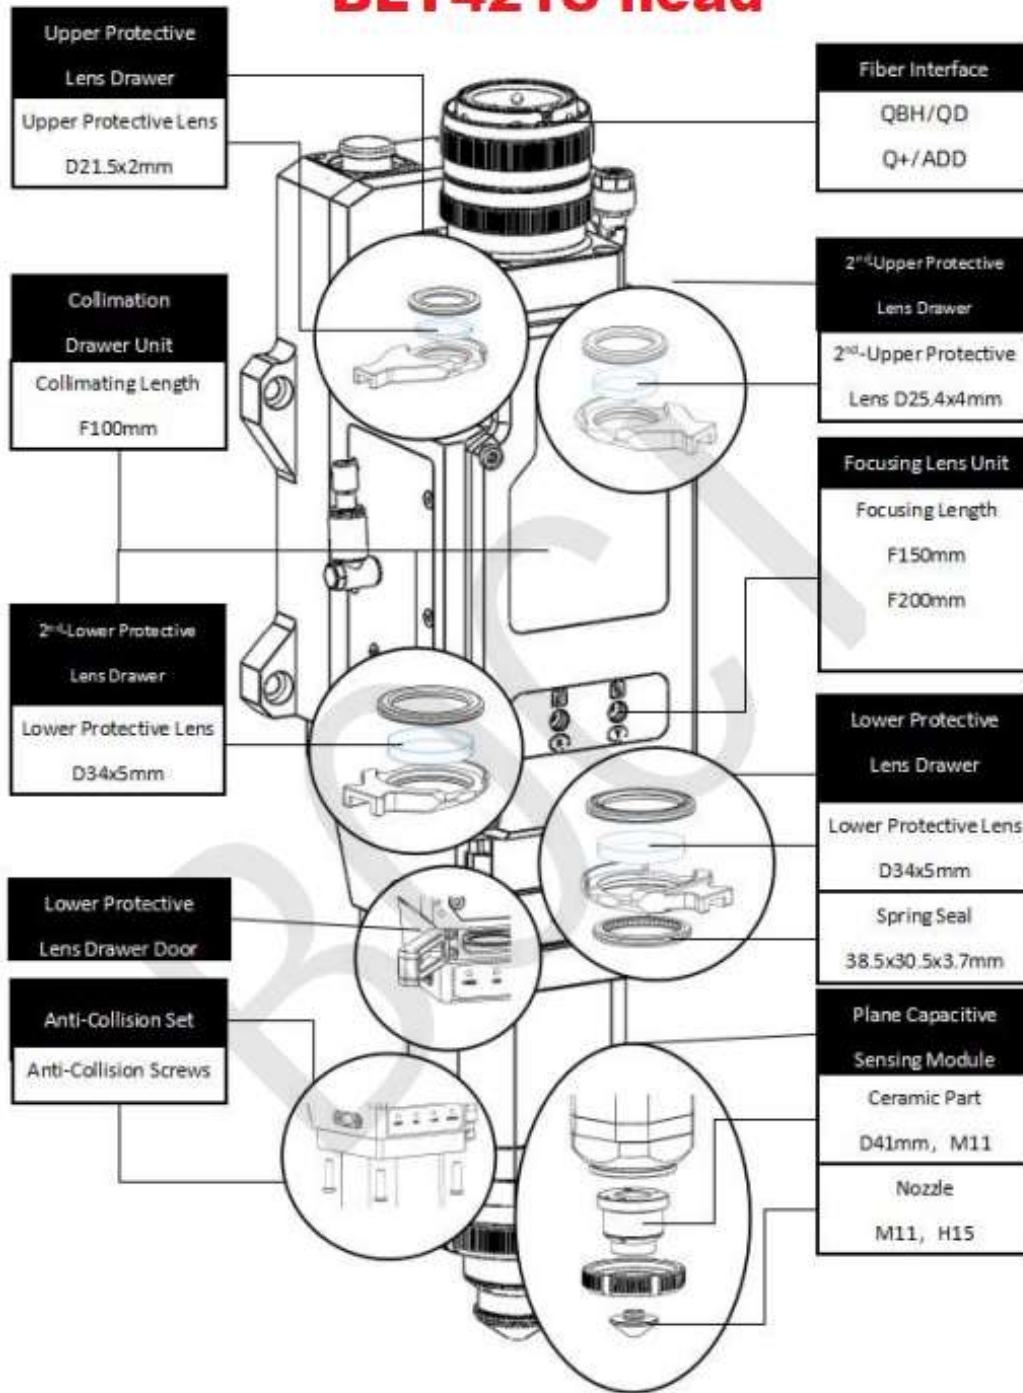 head
Upper Protective
Lens Drawer
Upper Protective Lens
D21.5x2mm
Fiber Interface
QBH/QD
Q+/ADD
2nd-Upper Protective
Lens Drawer
2nd-Upper Protective
Lens D25.4x4mm
Collimation
Drawer Unit
Collimating Length
F100mm
Focusing Lens Unit
Focusing Length
F150mm
F200mm
2nd-Lower Protective
Lens Drawer
Lower Protective Lens
D34x5mm
Lower Protective
Lens Drawer
Lower Protective Lens
D34x5mm
Spring Seal
38.5x30.5x3.7mm
Lower Protective
Lens Drawer Door
Anti-Collision Set
Anti-Collision Screws
Plane Capacitive
Sensing Module
Ceramic Part
D41mm, M11
Nozzle
M11, H15